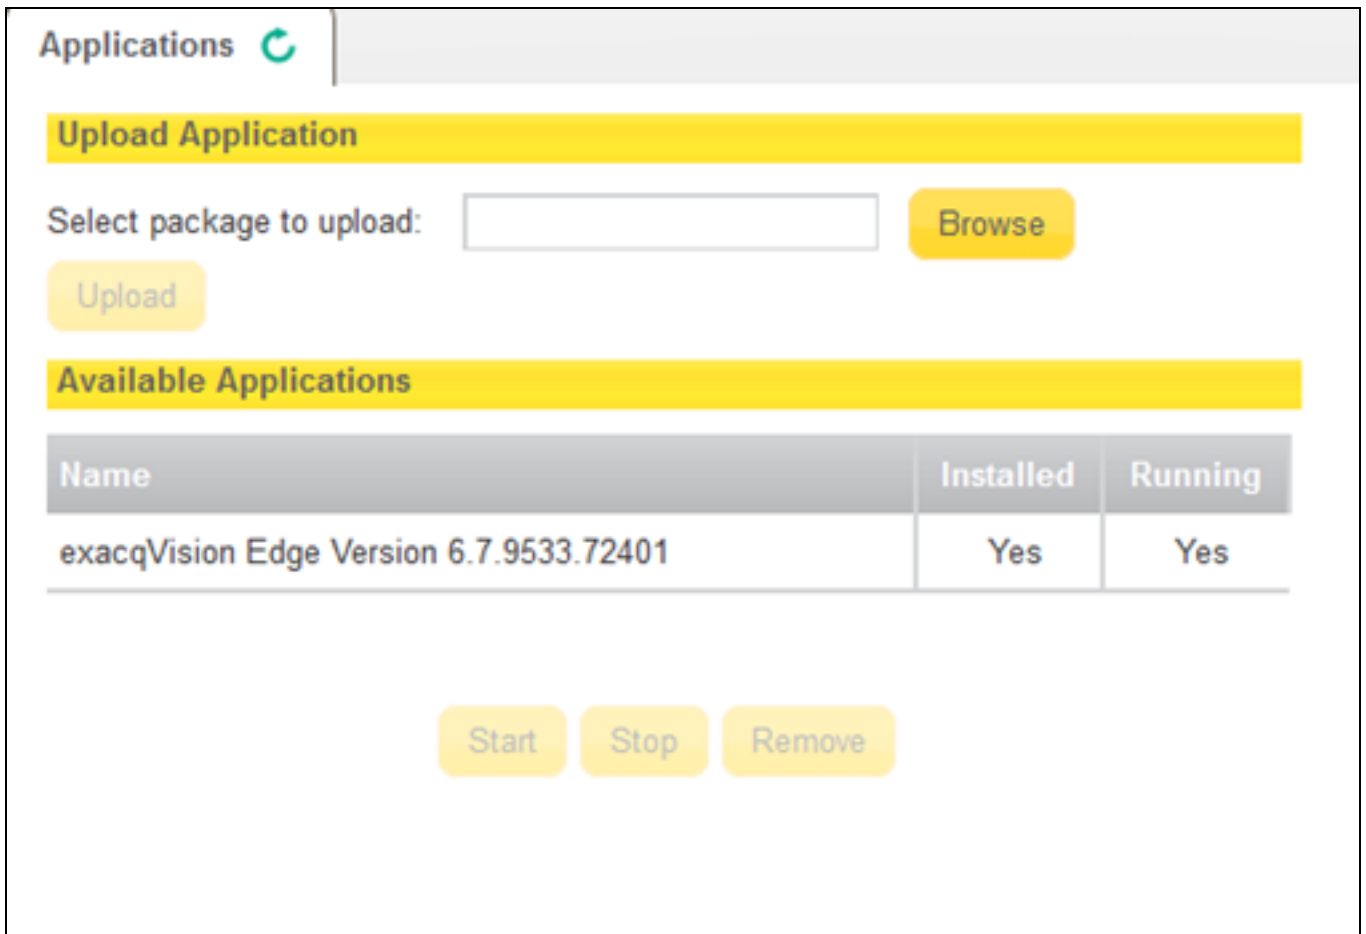 Applications
Upload Application
Select package to upload: Browse
Upload
Available Applications
Name Installed Running
exacqVision Edge Version 6.7.9533.72401 Yes Yes
Start Stop Remove